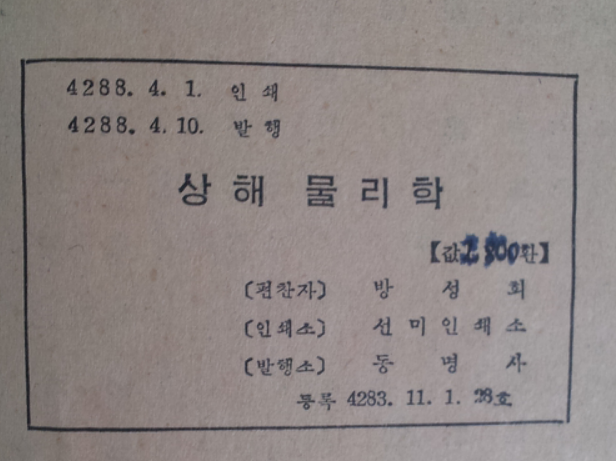 4288. 4. 1. 인 쇄
4288. 4. 10. 발 행
상 해 물 리 학
【값 환】
(편찬자) 방 성 희
(인쇄소) 선 미 인 쇄 소
(발행소) 동 명 사
등록 4283. 11. 1. 28호